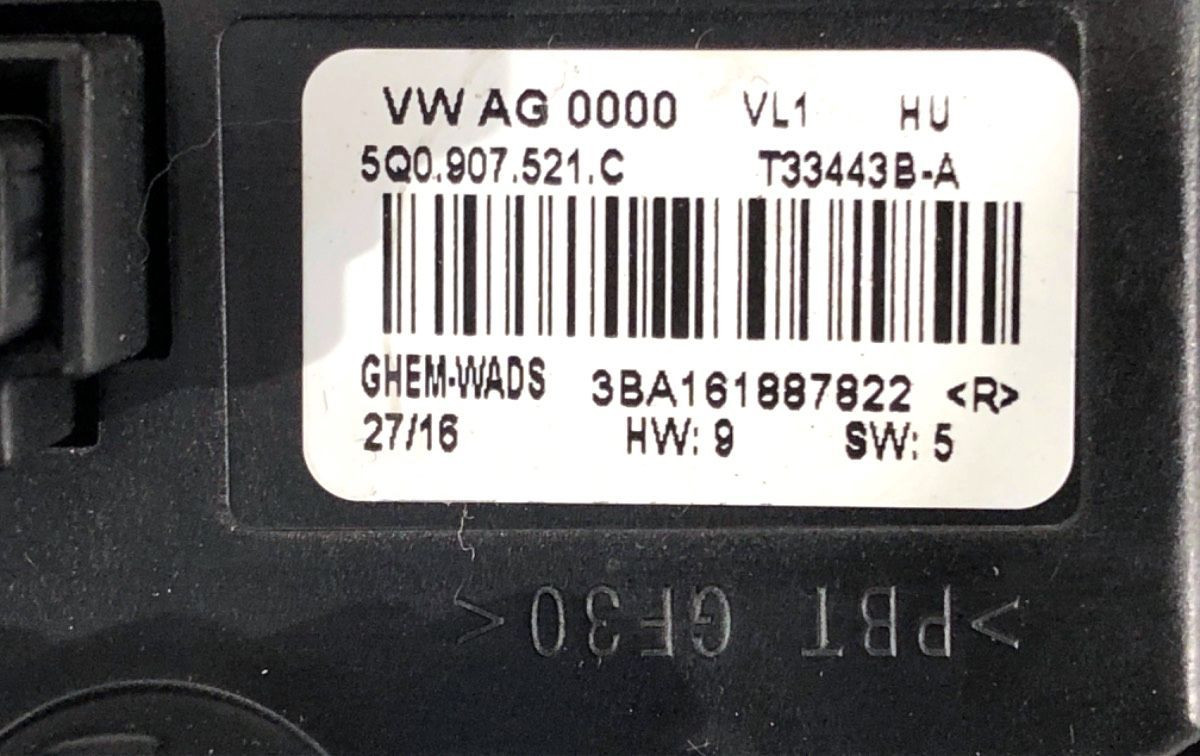 VW AG 0000 VL1 HU
5Q0.907.521.C T33443B-A
GHEM-WADS 3BA161887822 <R>
27/16 HW: 9 SW: 5
>PBT GF30<